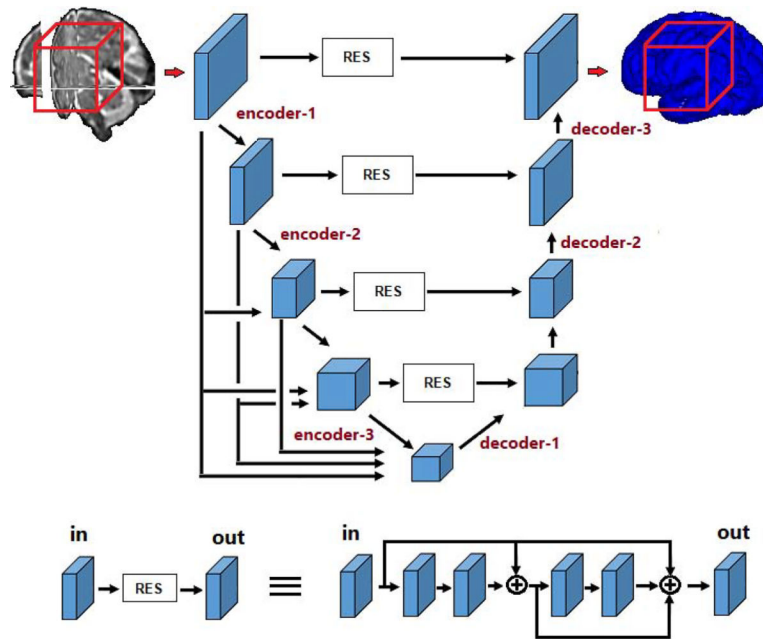 RES
encoder-1
decoder-3
RES
encoder-2
decoder-2
RES
RES
encoder-3
decoder-1
in
out
in
out
RES